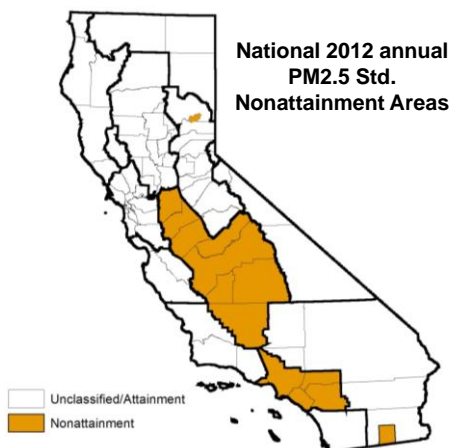 National 2012 annual
PM2.5 Std.
Nonattainment Areas
Unclassified/Attainment
Nonattainment